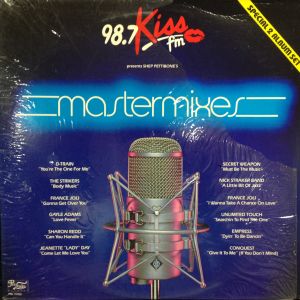 SPECIAL 2 ALBUM SET
98.7 Kiss fm
presents SHEP PETTIBONE'S
mastermixes
D-TRAIN
"You're The One For Me"
THE STRIKERS
"Body Music"
FRANCE JOLI
"Gonna Get Over You"
GAYLE ADAMS
"Love Fever"
SHARON REDD
"Can You Handle It"
JEANETTE "LADY" DAY
"Come Let Me Love You"
SECRET WEAPON
"Must Be The Music"
NICK STRAKER BAND
"A Little Bit Of Jazz"
FRANCE JOLI
"I Wanna Take A Chance On Love"
UNLIMITED TOUCH
"Searchin To Find The One"
EMPRESS
"Dyin' To Be Dancin'"
CONQUEST
"Give It To Me" (If You Don't Mind)